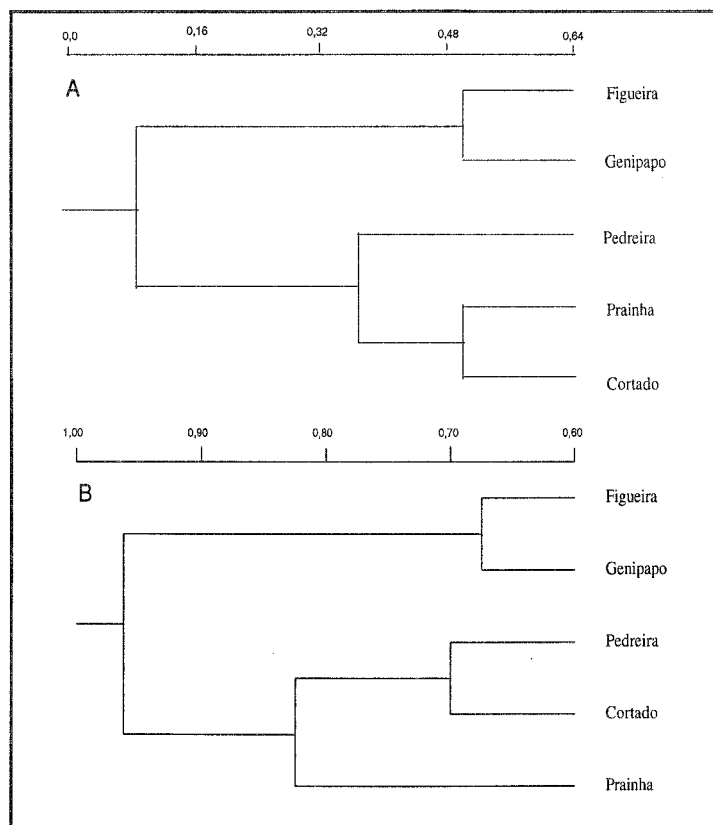 0,0 0,16 0,32 0,48 0,64
A
Figueira
Genipapo
Pedreira
Prainha
Cortado
1,00 0,90 0,80 0,70 0,60
B
Figueira
Genipapo
Pedreira
Cortado
Prainha